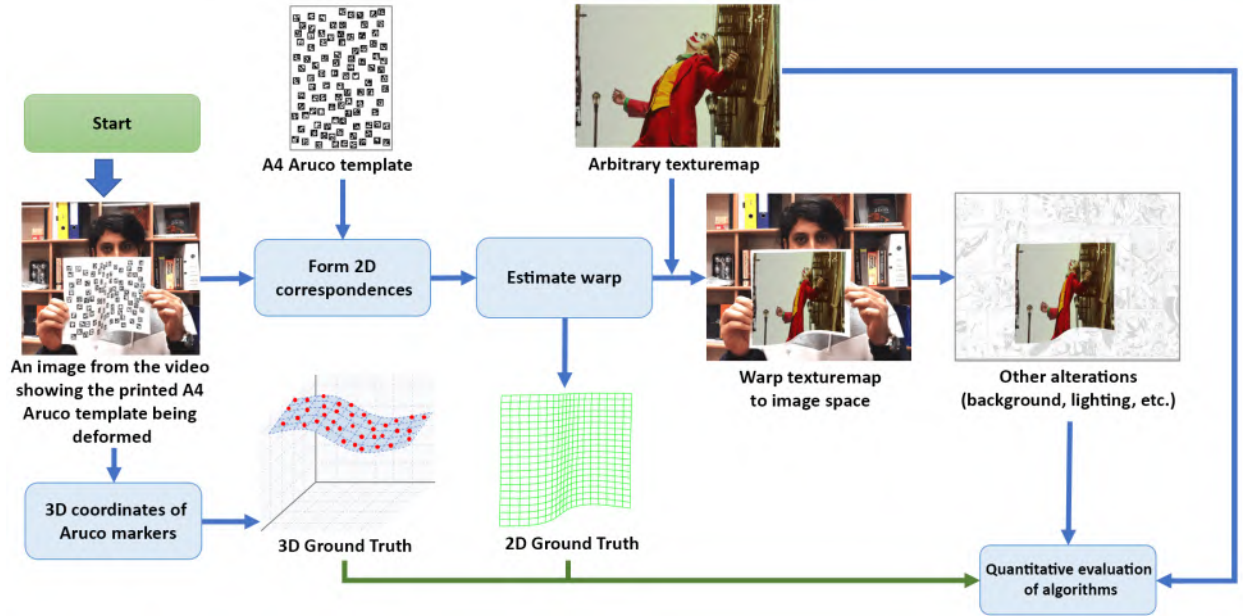 Start
A4 Aruco template
Arbitrary texturemap
Form 2D
correspondences
Estimate warp
An image from the video
showing the printed A4
Aruco template being
deformed
Warp texturemap
to image space
Other alterations
(background, lighting, etc.)
3D coordinates of
Aruco markers
3D Ground Truth
2D Ground Truth
Quantitative evaluation
of algorithms